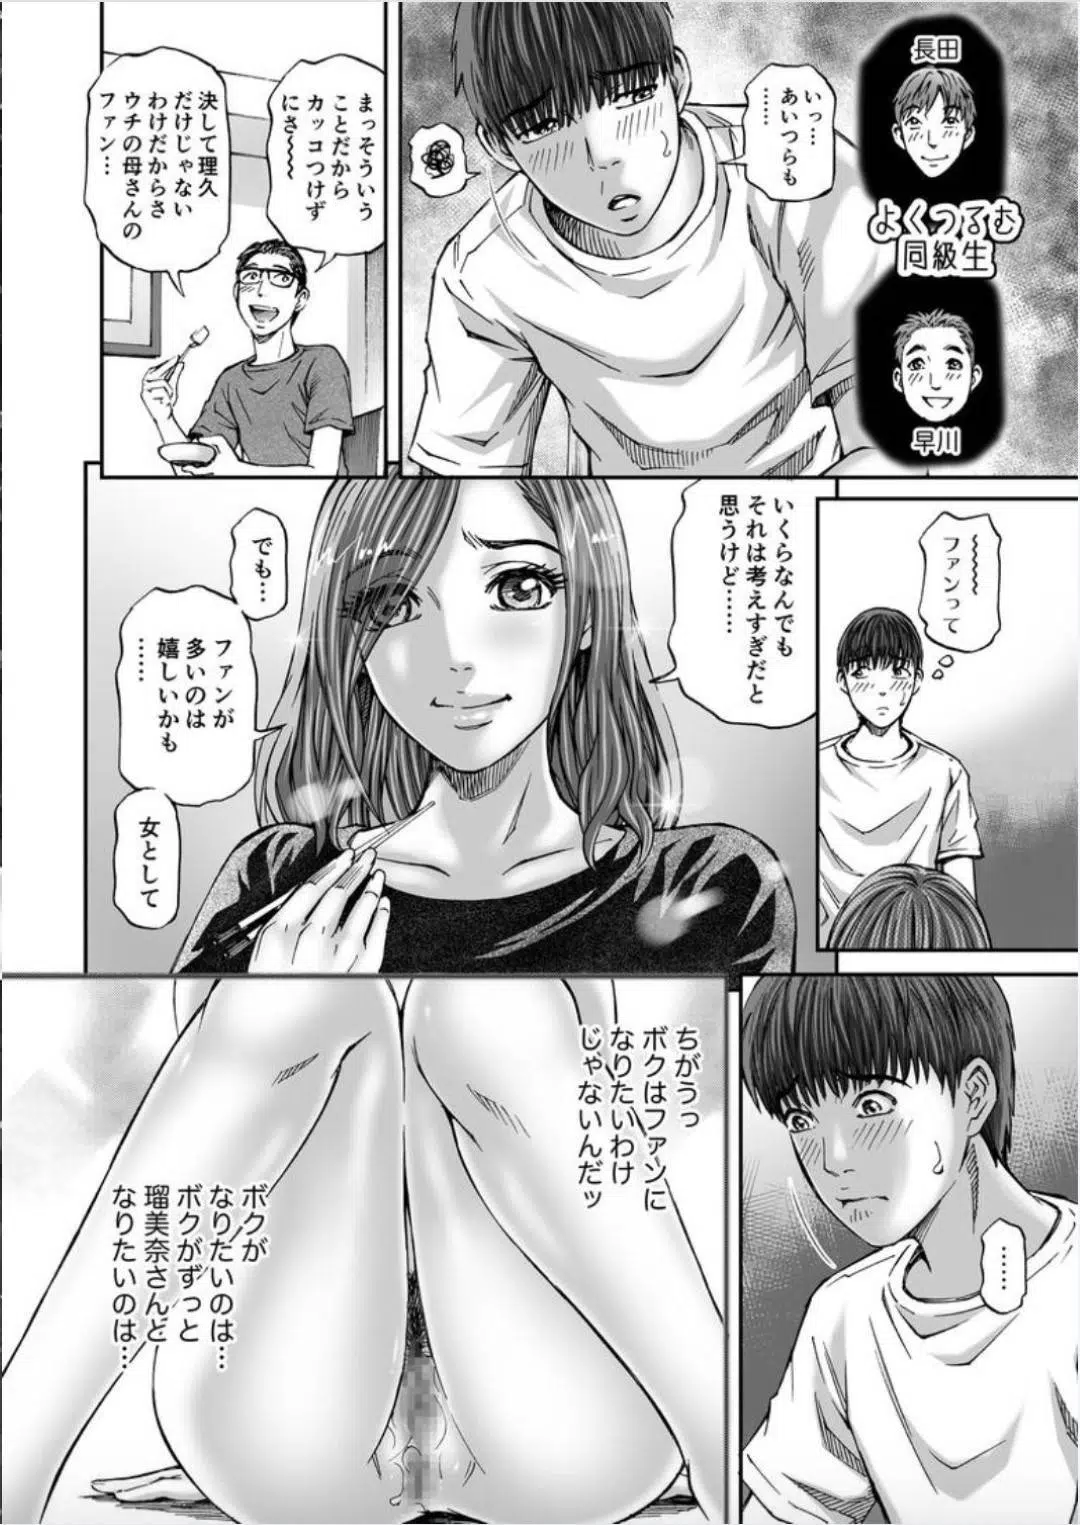 長田
よくつるむ
同級生
早川
いっ…
あいつらも
……
まっそういう
ことだから
カッコつけず
にさ〜〜〜
決して理久
だけじゃない
わけだからさ
ウチの母さんの
ファン…
〜〜〜〜
ファンって
いくらなんでも
それは考えすぎだと
思うけど……
でも…
ファンが
多いのは
嬉しいかも
……
女として
……
ちがうっ
ボクはファンに
なりたいわけ
じゃないんだッ
ボクが
なりたいのは…
ボクがずっと
瑠美奈さんと
なりたいのは…